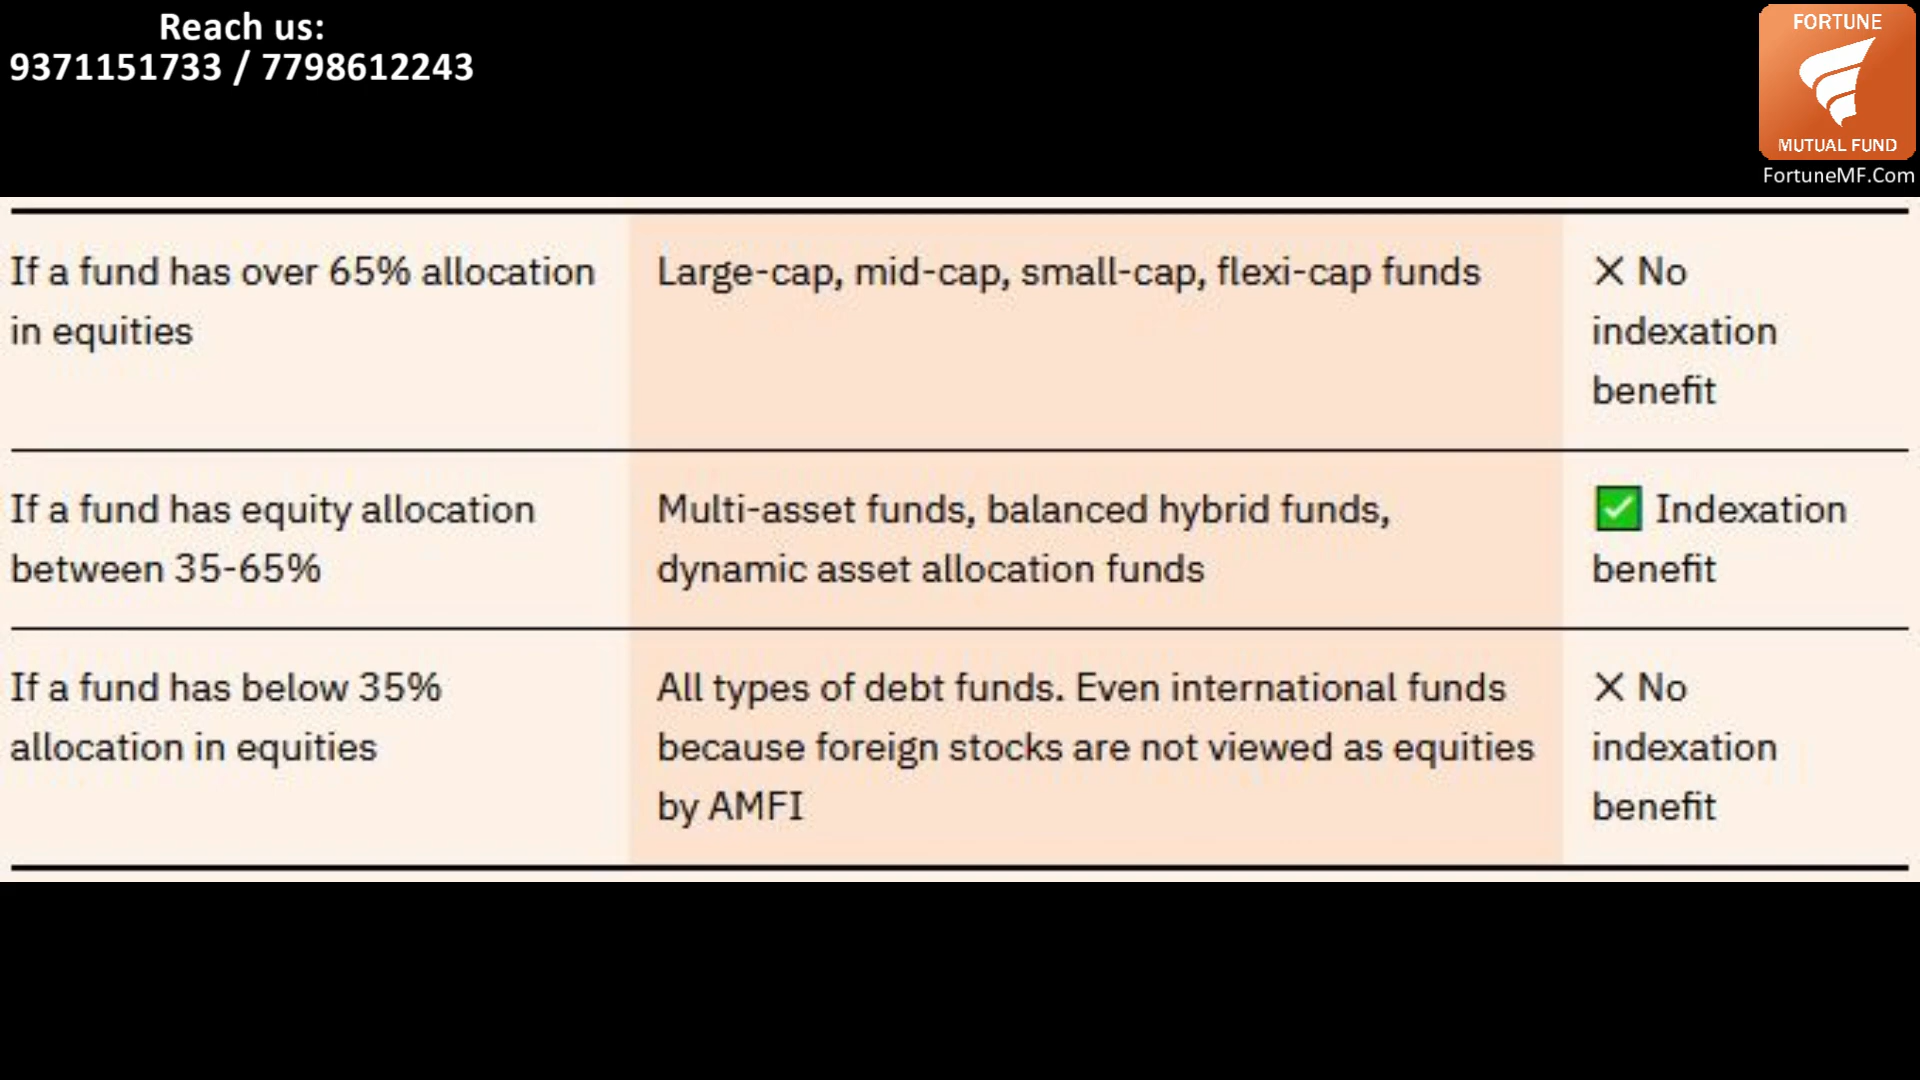 Reach us:
9371151733 / 7798612243
FORTUNE
MUTUAL FUND
FortuneMF.Com
If a fund has over 65% allocation
in equities
Large-cap, mid-cap, small-cap, flexi-cap funds
✕ No
indexation
benefit
If a fund has equity allocation
between 35-65%
Multi-asset funds, balanced hybrid funds,
dynamic asset allocation funds
✅ Indexation
benefit
If a fund has below 35%
allocation in equities
All types of debt funds. Even international funds
because foreign stocks are not viewed as equities
by AMFI
✕ No
indexation
benefit